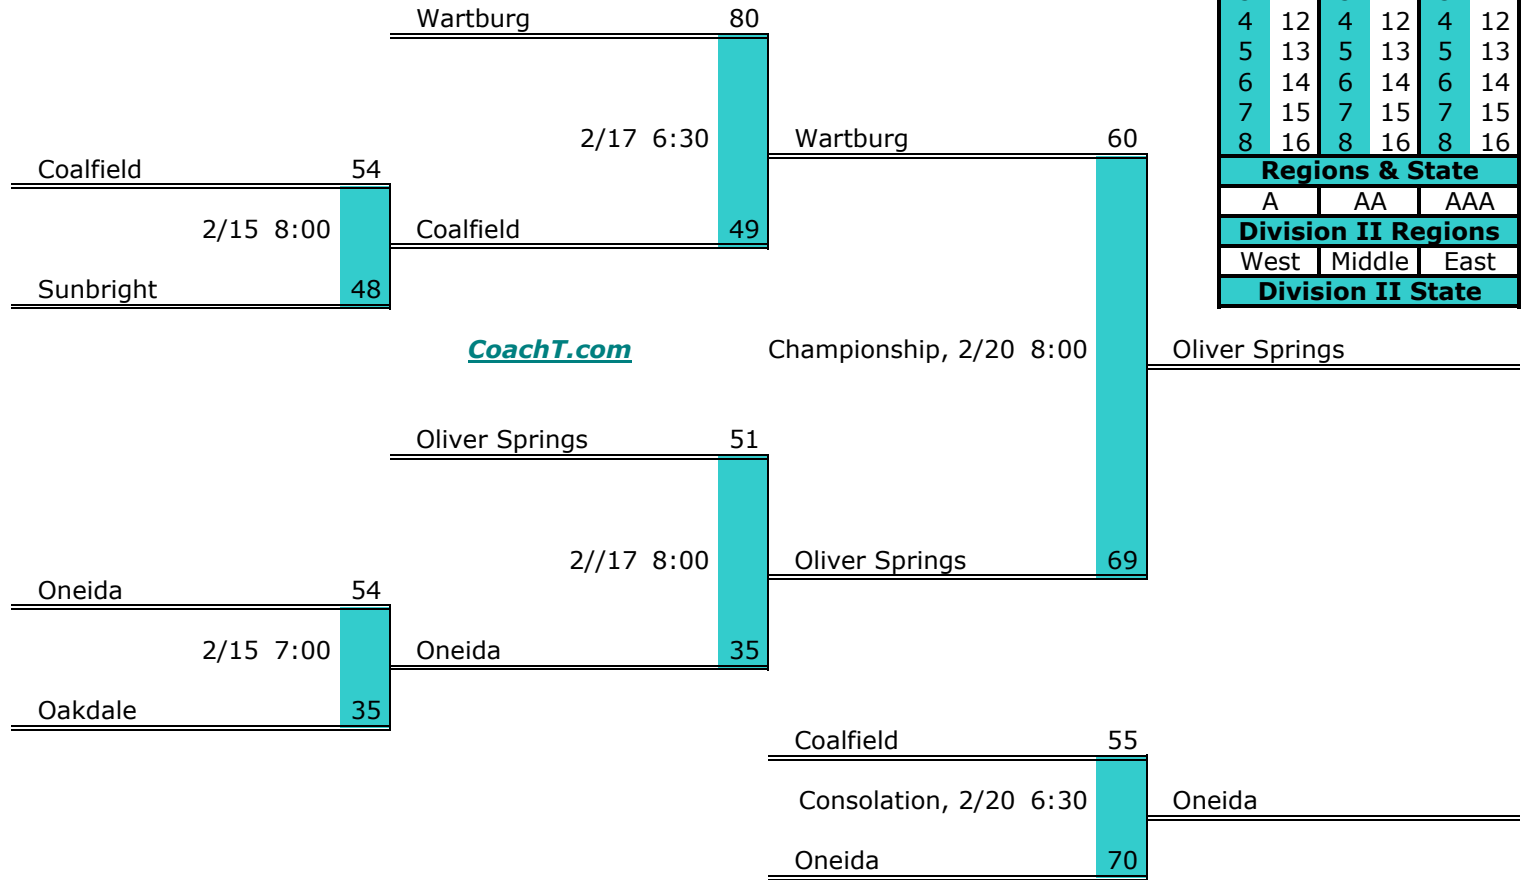 Wartburg 80
4 12 4 12 4 12
5 13 5 13 5 13
6 14 6 14 6 14
2/17 6:30 Wartburg 60
7 15 7 15 7 15
8 16 8 16 8 16
Coalfield 54
Regions & State
A AA AAA
2/15 8:00 Coalfield 49
Division II Regions
West Middle East
Sunbright 48
Division II State
CoachT.com Championship, 2/20 8:00 Oliver Springs
Oliver Springs 51
2//17 8:00 Oliver Springs 69
Oneida 54
2/15 7:00 Oneida 35
Oakdale 35
Coalfield 55
Consolation, 2/20 6:30 Oneida
Oneida 70